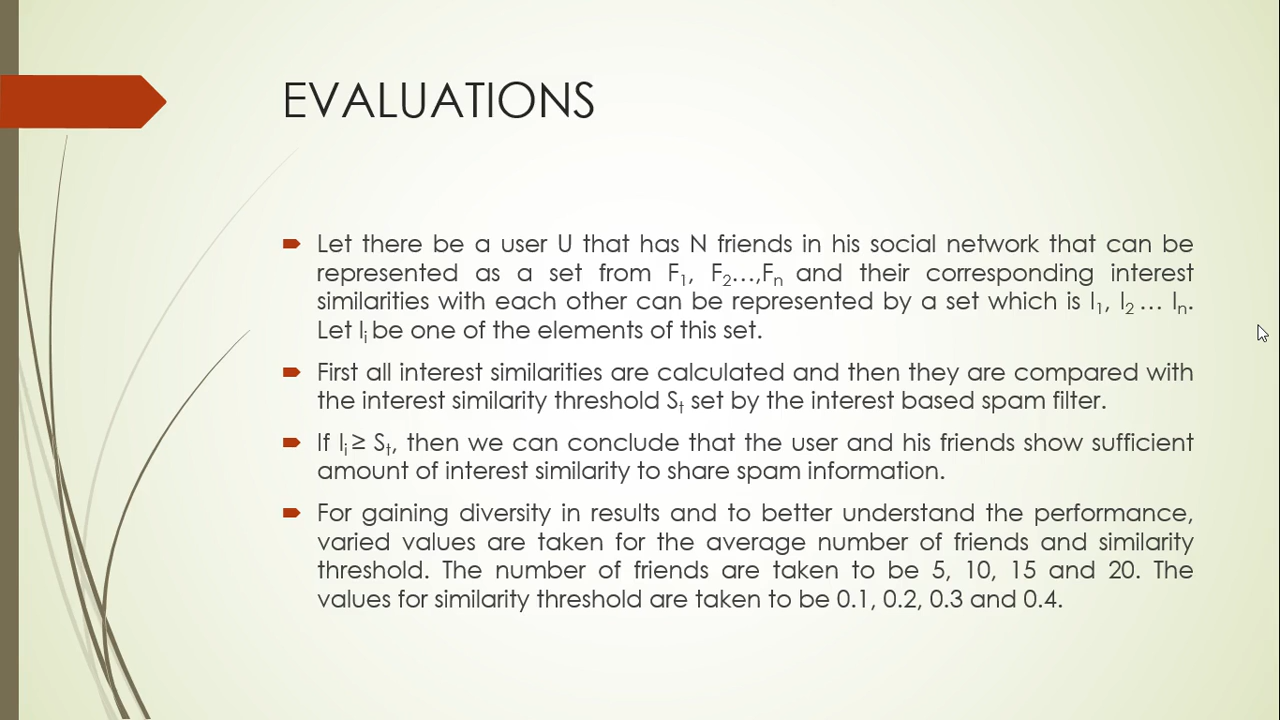 EVALUATIONS
Let there be a user U that has N friends in his social network that can be
represented as a set from F₁, F₂…,Fₙ and their corresponding interest
similarities with each other can be represented by a set which is I₁, I₂ … Iₙ.
Let Iᵢ be one of the elements of this set.
First all interest similarities are calculated and then they are compared with
the interest similarity threshold Sₜ set by the interest based spam filter.
If Iᵢ ≥ Sₜ, then we can conclude that the user and his friends show sufficient
amount of interest similarity to share spam information.
For gaining diversity in results and to better understand the performance,
varied values are taken for the average number of friends and similarity
threshold. The number of friends are taken to be 5, 10, 15 and 20. The
values for similarity threshold are taken to be 0.1, 0.2, 0.3 and 0.4.